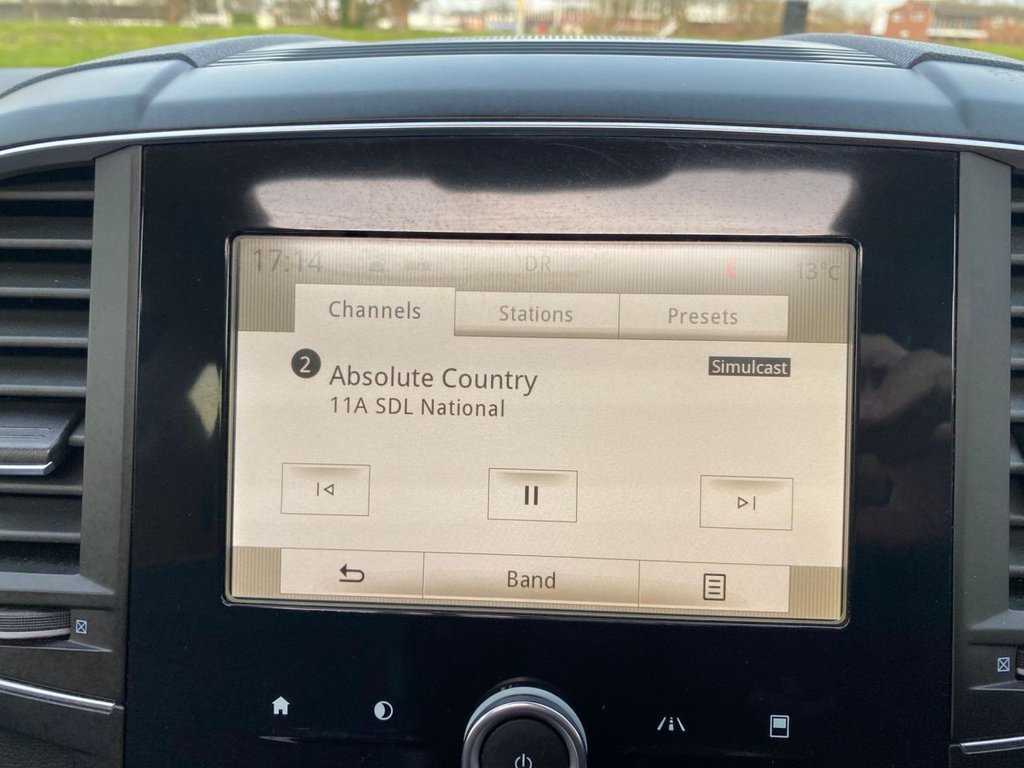 17:14 DR 13°C
Channels Stations Presets
2 Absolute Country Simulcast
11A SDL National
Band